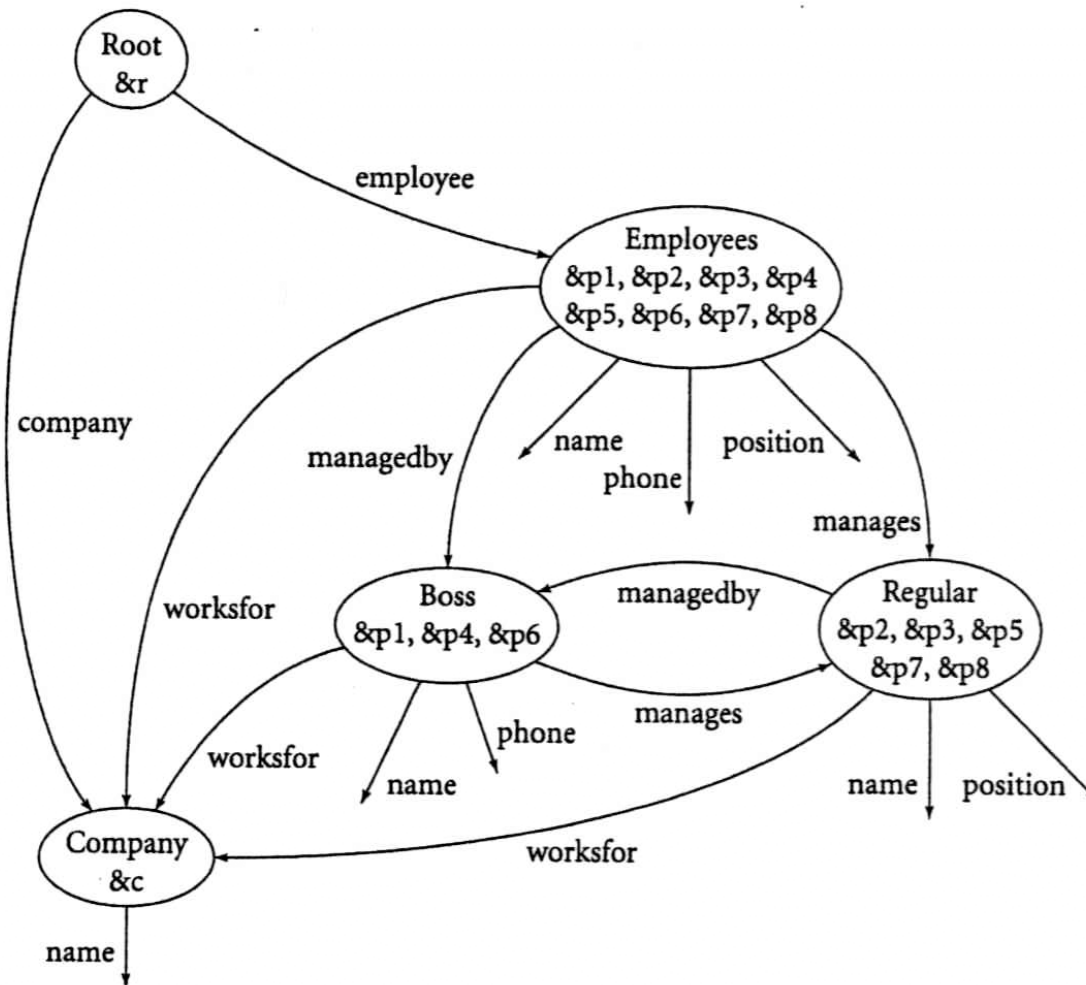 Root
&r
employee
Employees
&p1, &p2, &p3, &p4
&p5, &p6, &p7, &p8
company
name
position
managedby
phone
manages
Boss
&p1, &p4, &p6
managedby
Regular
&p2, &p3, &p5
&p7, &p8
worksfor
manages
phone
worksfor
name
name
position
Company
&c
worksfor
name